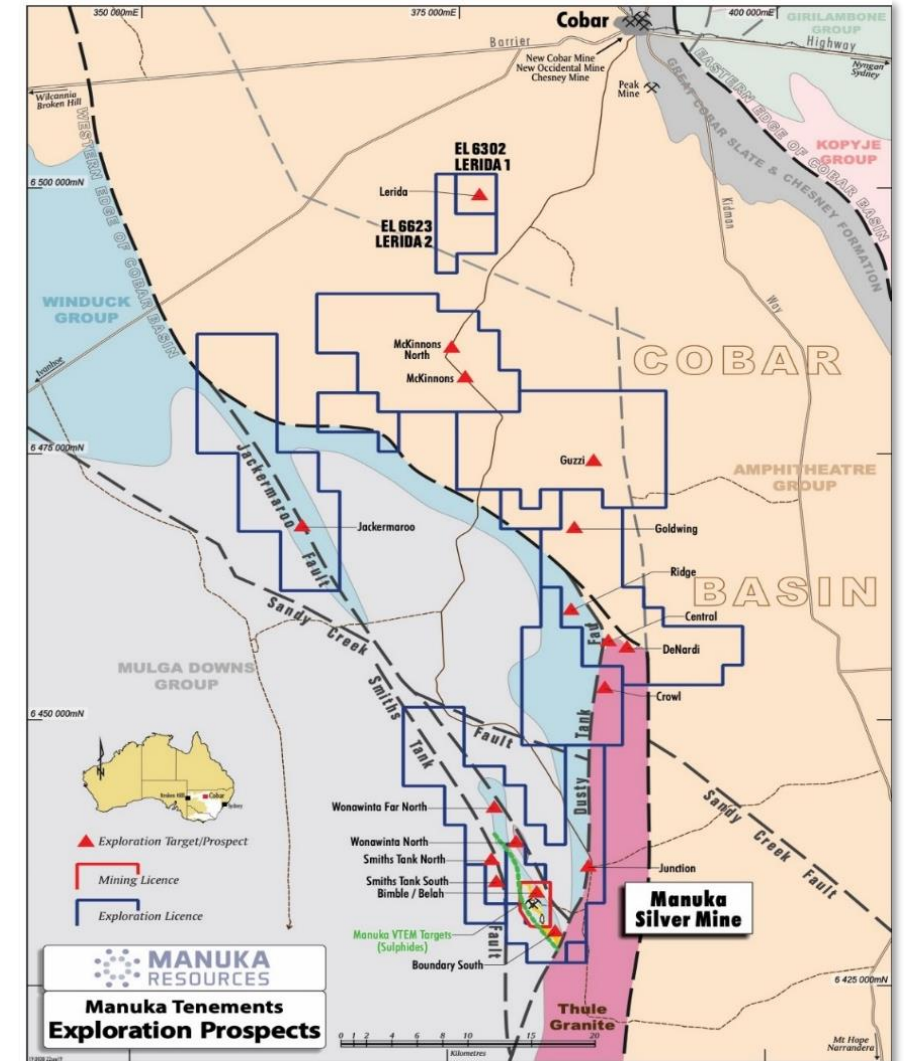 350 000mE
375 000mE
400 000mE
Cobar
GIRILAMBONE
GROUP
Barrier
Highway
New Cobar Mine
New Occidental Mine
Chesney Mine
Nyngan
Sydney
Peak
Mine
Wilcannia
Broken Hill
WESTERN EDGE OF COBAR BASIN
EASTERN EDGE OF COBAR BASIN
GREAT COBAR SLATE & CHESNEY FORMATION
KOPYJE
GROUP
EL 6302
LERIDA 1
Lerida
6 500 000mN
EL 6623
LERIDA 2
Kidman
Way
WINDUCK
GROUP
McKinnons
North
McKinnons
Ivanhoe
COBAR
6 475 000mN
Guzzi
AMPHITHEATRE
GROUP
Jackermaroo
Fault
Jackermaroo
Goldwing
Ridge
BASIN
Central
DeNardi
Sandy Creek
Fault
MULGA DOWNS
GROUP
Crowl
6 450 000mN
Smiths
Tank
Fault
Dusty / Tank
Sandy Creek Fault
Broken Hill
Cobar
Sydney
Wonawinta Far North
Exploration Target/Prospect
Wonawinta North
Smiths Tank North
Junction
Mining Licence
Smiths Tank South
Bimble / Belah
Manuka
Silver Mine
Exploration Licence
Manuka VTEM Targets
(Sulphides)
Fault
Boundary South
MANUKA
RESOURCES
6 425 000mN
Manuka Tenements
Exploration Prospects
Thule
Granite
0 1 5 10 15 20
Kilometres
Mt Hope
Narrandera